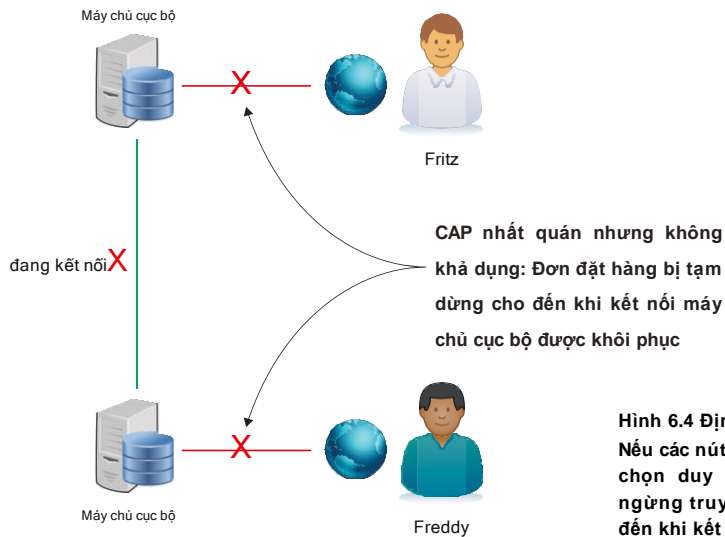 Máy chủ cục bộ
X
Fritz
CAP nhất quán nhưng không
khả dụng: Đơn đặt hàng bị tạm
dừng cho đến khi kết nối máy
chủ cục bộ được khôi phục
đang kết nối X
X
Máy chủ cục bộ
Freddy
Hình 6.4
Nếu các nút
chọn duy
ngừng truy
đến khi kết